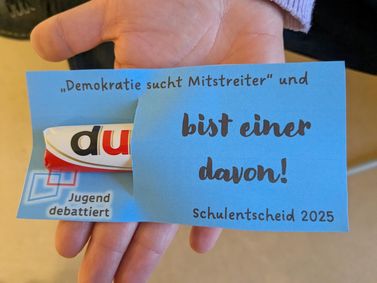 „Demokratie sucht Mitstreiter“ und
du
bist einer
davon!
Jugend
debattiert
Schulentscheid 2025